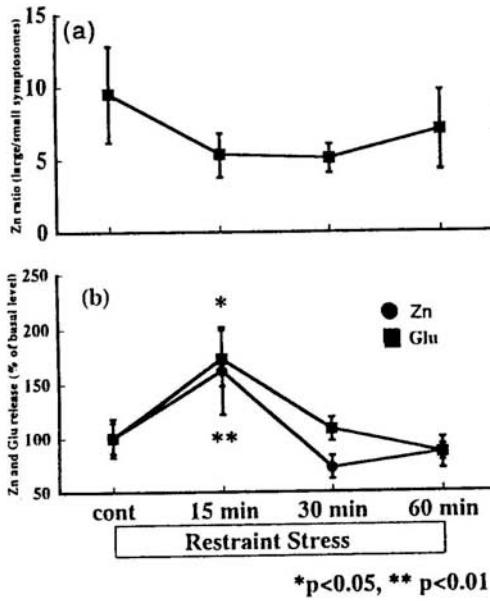 (a)
Zn ratio (large/small synaptosomes)
15
10
5
0
(b)
Zn and Glu release (% of basal level)
250
200
150
100
50
*
**
Zn
Glu
cont 15 min 30 min 60 min
Restraint Stress
*p<0.05, ** p<0.01